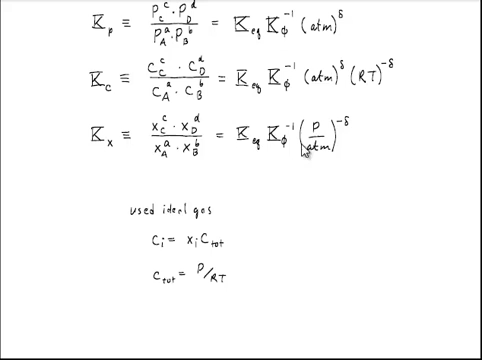 K_p ≡ P_C^c · P_D^d / P_A^a · P_B^b = K_eq K_φ^-1 (atm)^δ
K_c ≡ C_C^c · C_D^d / C_A^a · C_B^b = K_eq K_φ^-1 (atm)^δ (RT)^-δ
K_x ≡ x_C^c · x_D^d / x_A^a · x_B^b = K_eq K_φ^-1 (P / atm)^-δ
used ideal gas
C_i = x_i C_tot
C_tot = P/RT